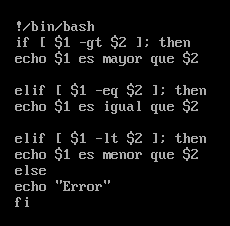 !/bin/bash
if [ $1 -gt $2 ]; then
echo $1 es mayor que $2

elif [ $1 -eq $2 ]; then
echo $1 es igual que $2

elif [ $1 -lt $2 ]; then
echo $1 es menor que $2
else
echo "Error"
fi